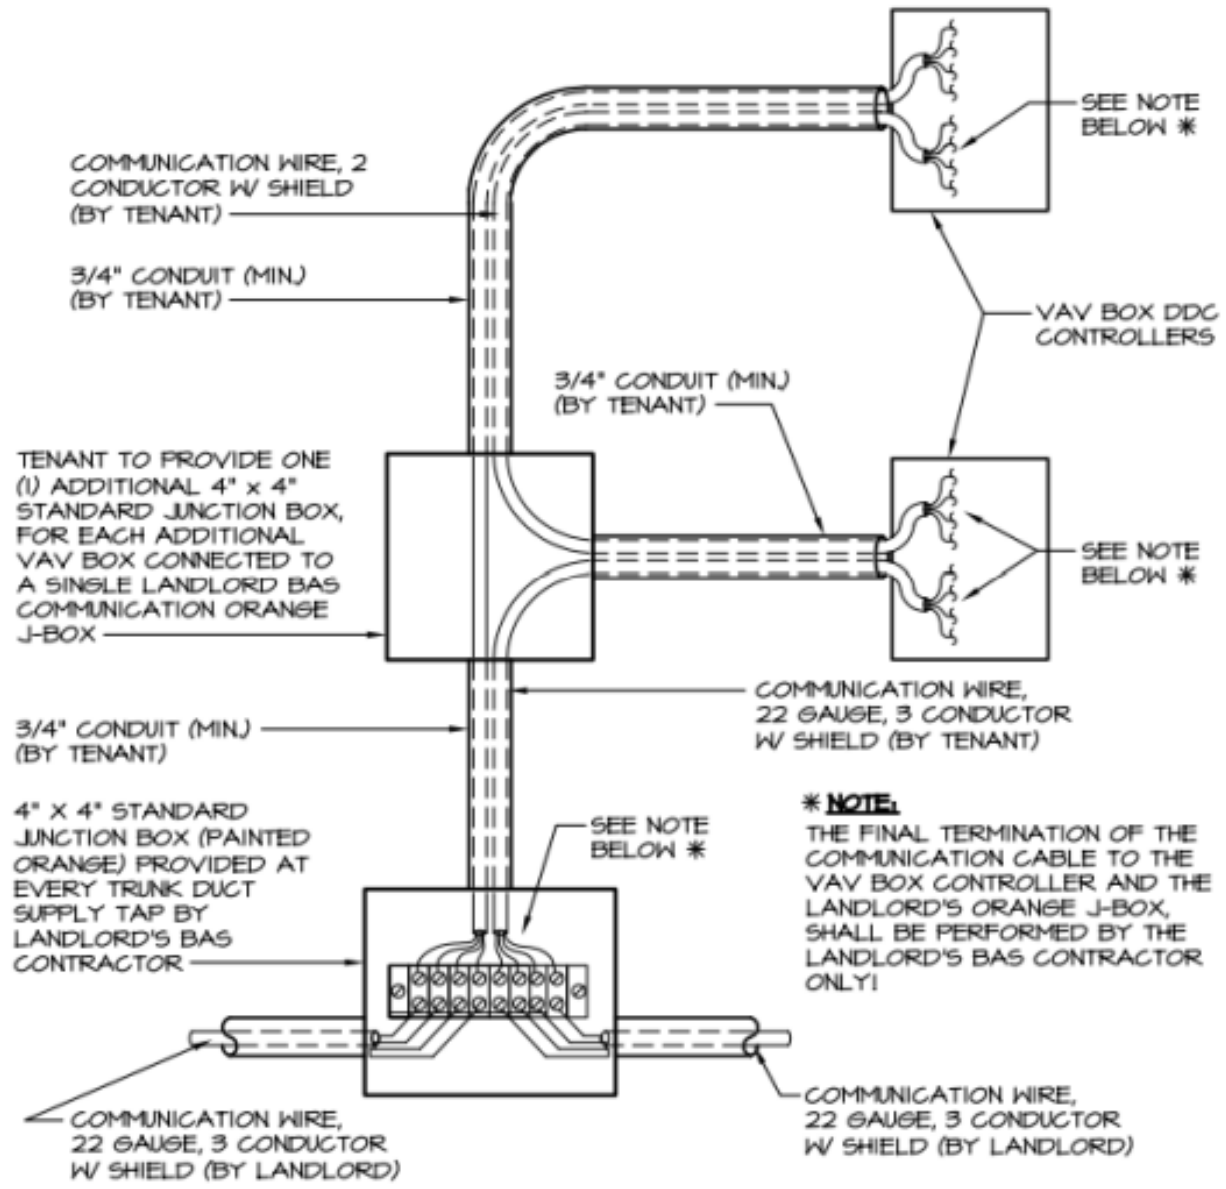 SEE NOTE
BELOW *
COMMUNICATION WIRE, 2
CONDUCTOR W/ SHIELD
(BY TENANT)
3/4" CONDUIT (MIN.)
(BY TENANT)
VAV BOX DDC
CONTROLLERS
3/4" CONDUIT (MIN.)
(BY TENANT)
TENANT TO PROVIDE ONE
(1) ADDITIONAL 4" x 4"
STANDARD JUNCTION BOX,
FOR EACH ADDITIONAL
VAV BOX CONNECTED TO
A SINGLE LANDLORD BAS
COMMUNICATION ORANGE
J-BOX
SEE NOTE
BELOW *
COMMUNICATION WIRE,
22 GAUGE, 3 CONDUCTOR
W/ SHIELD (BY TENANT)
3/4" CONDUIT (MIN.)
(BY TENANT)
4" X 4" STANDARD
JUNCTION BOX (PAINTED
ORANGE) PROVIDED AT
EVERY TRUNK DUCT
SUPPLY TAP BY
LANDLORD'S BAS
CONTRACTOR
SEE NOTE
BELOW *
* NOTE:
THE FINAL TERMINATION OF THE
COMMUNICATION CABLE TO THE
VAV BOX CONTROLLER AND THE
LANDLORD'S ORANGE J-BOX,
SHALL BE PERFORMED BY THE
LANDLORD'S BAS CONTRACTOR
ONLY!
COMMUNICATION WIRE,
22 GAUGE, 3 CONDUCTOR
W/ SHIELD (BY LANDLORD)
COMMUNICATION WIRE,
22 GAUGE, 3 CONDUCTOR
W/ SHIELD (BY LANDLORD)